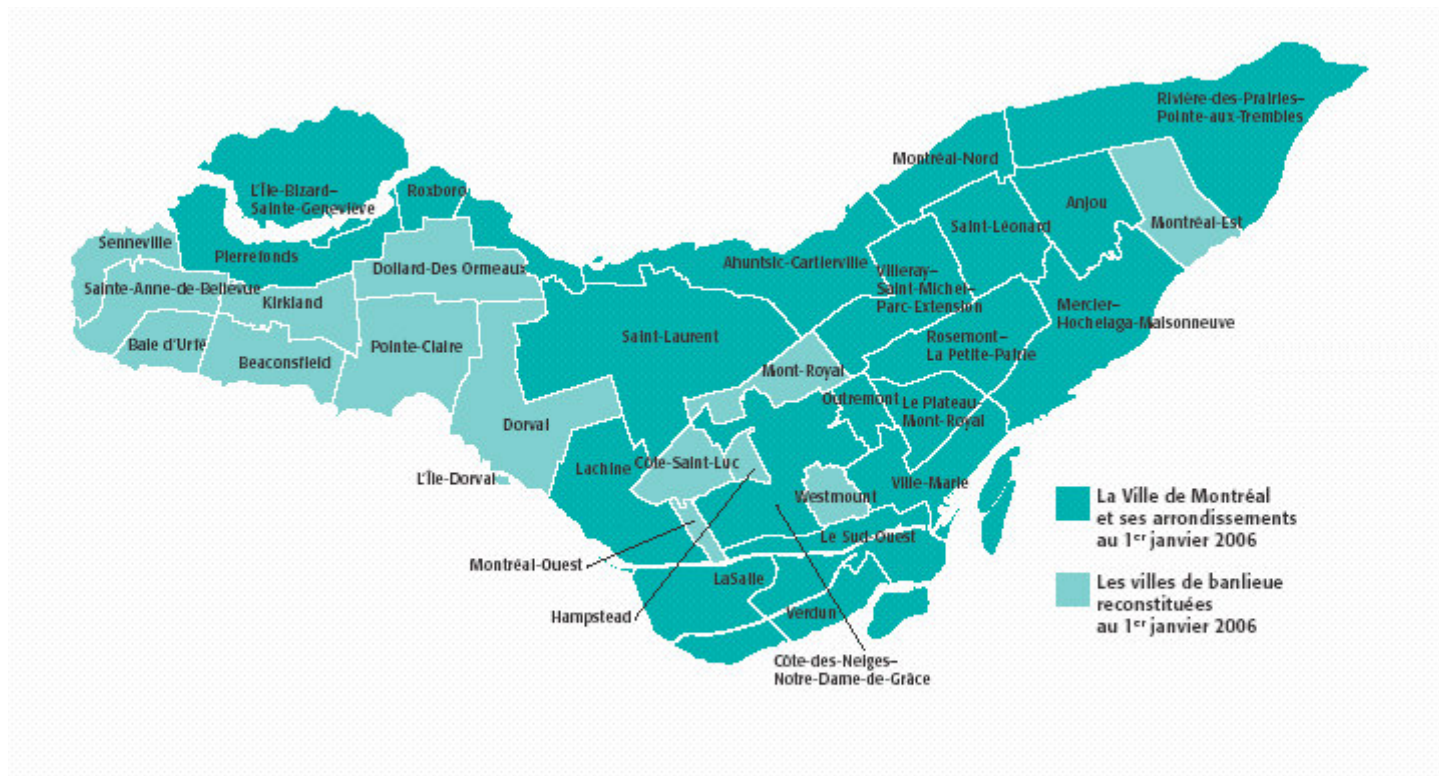 Rivière-des-Prairies–
Pointe-aux-Trembles
Montréal-Nord
L'Île-Bizard–
Sainte-Geneviève
Roxboro
Anjou
Saint-Léonard
Montréal-Est
Senneville
Pierrefonds
Dollard-Des Ormeaux
Ahuntsic-Cartierville
Villeray–
Saint-Michel–
Parc-Extension
Sainte-Anne-de-Bellevue
Kirkland
Mercier–
Hochelaga-Maisonneuve
Saint-Laurent
Rosemont–
La Petite-Patrie
Baie d'Urfé
Pointe-Claire
Beaconsfield
Mont-Royal
Outremont
Le Plateau-
Mont-Royal
Dorval
Lachine
Côte-Saint-Luc
L'Île-Dorval
Ville-Marie
Westmount
La Ville de Montréal
et ses arrondissements
au 1er janvier 2006
Le Sud-Ouest
Montréal-Ouest
LaSalle
Les villes de banlieue
reconstituées
au 1er janvier 2006
Hampstead
Verdun
Côte-des-Neiges–
Notre-Dame-de-Grâce